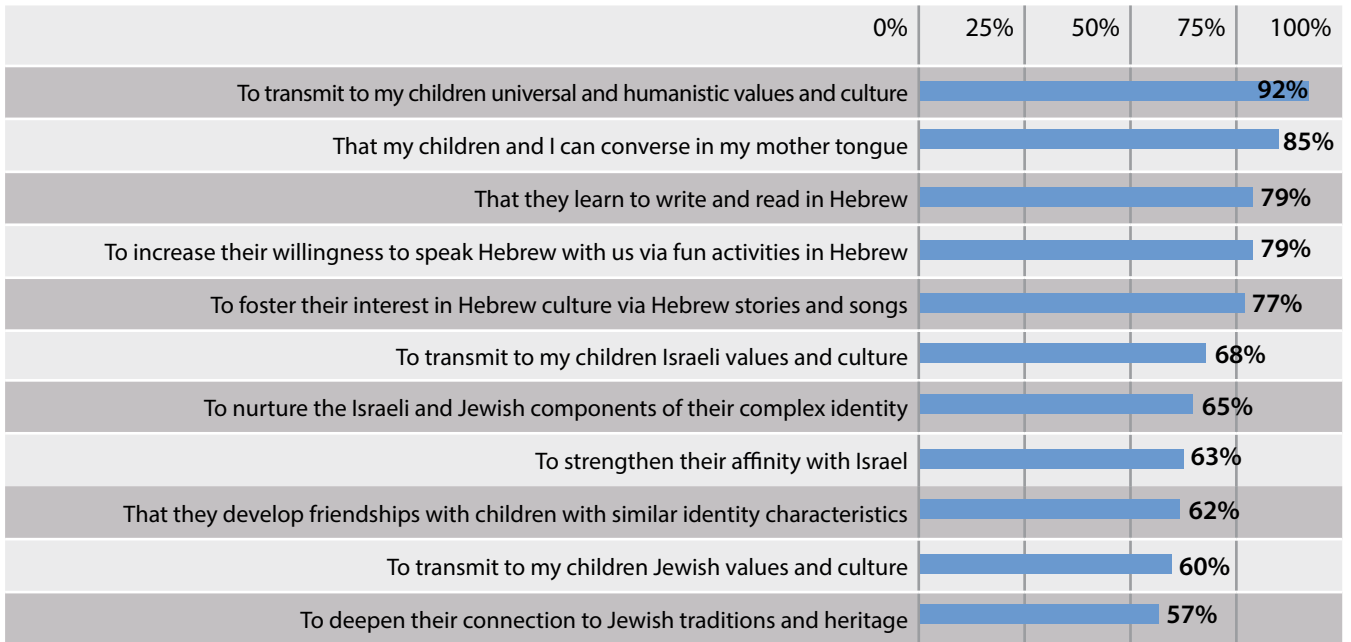 0% 25% 50% 75% 100%
To transmit to my children universal and humanistic values and culture 92%
That my children and I can converse in my mother tongue 85%
That they learn to write and read in Hebrew 79%
To increase their willingness to speak Hebrew with us via fun activities in Hebrew 79%
To foster their interest in Hebrew culture via Hebrew stories and songs 77%
To transmit to my children Israeli values and culture 68%
To nurture the Israeli and Jewish components of their complex identity 65%
To strengthen their affinity with Israel 63%
That they develop friendships with children with similar identity characteristics 62%
To transmit to my children Jewish values and culture 60%
To deepen their connection to Jewish traditions and heritage 57%